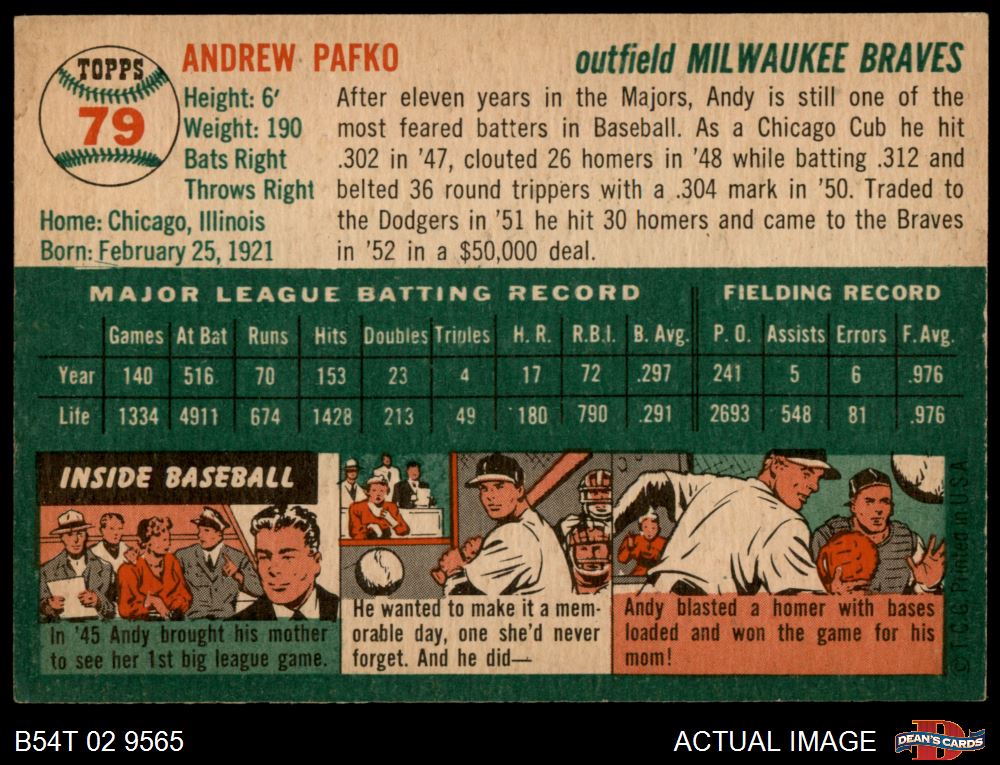 TOPPS
79
ANDREW PAFKO
outfield MILWAUKEE BRAVES
Height: 6'
Weight: 190
Bats Right
Throws Right
Home: Chicago, Illinois
Born: February 25, 1921
After eleven years in the Majors, Andy is still one of the
most feared batters in Baseball. As a Chicago Cub he hit
.302 in '47, clouted 26 homers in '48 while batting .312 and
belted 36 round trippers with a .304 mark in '50. Traded to
the Dodgers in '51 he hit 30 homers and came to the Braves
in '52 in a $50,000 deal.
MAJOR LEAGUE BATTING RECORD FIELDING RECORD
Games At Bat Runs Hits Doubles Triples H. R. R.B.I. B. Avg. P. O. Assists Errors F. Avg.
Year 140 516 70 153 23 4 17 72 .297 241 5 6 .976
Life 1334 4911 674 1428 213 49 180 790 .291 2693 548 81 .976
INSIDE BASEBALL
In '45 Andy brought his mother
to see her 1st big league game.
He wanted to make it a mem-
orable day, one she'd never
forget. And he did—
Andy blasted a homer with bases
loaded and won the game for his
mom!
© T.C.G. Printed in U.S.A.
B54T 02 9565
ACTUAL IMAGE
DEAN'S CARDS